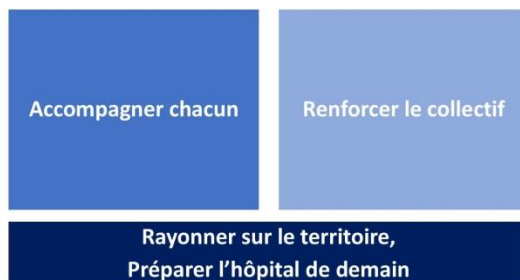 Accompagner chacun
Renforcer le collectif
Rayonner sur le territoire,
Préparer l’hôpital de demain